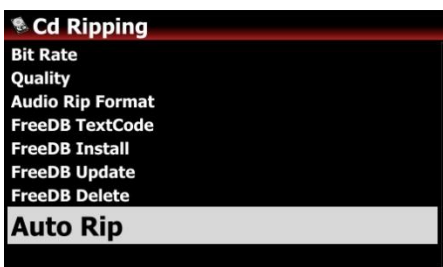 Cd Ripping
Bit Rate
Quality
Audio Rip Format
FreeDB TextCode
FreeDB Install
FreeDB Update
FreeDB Delete
Auto Rip